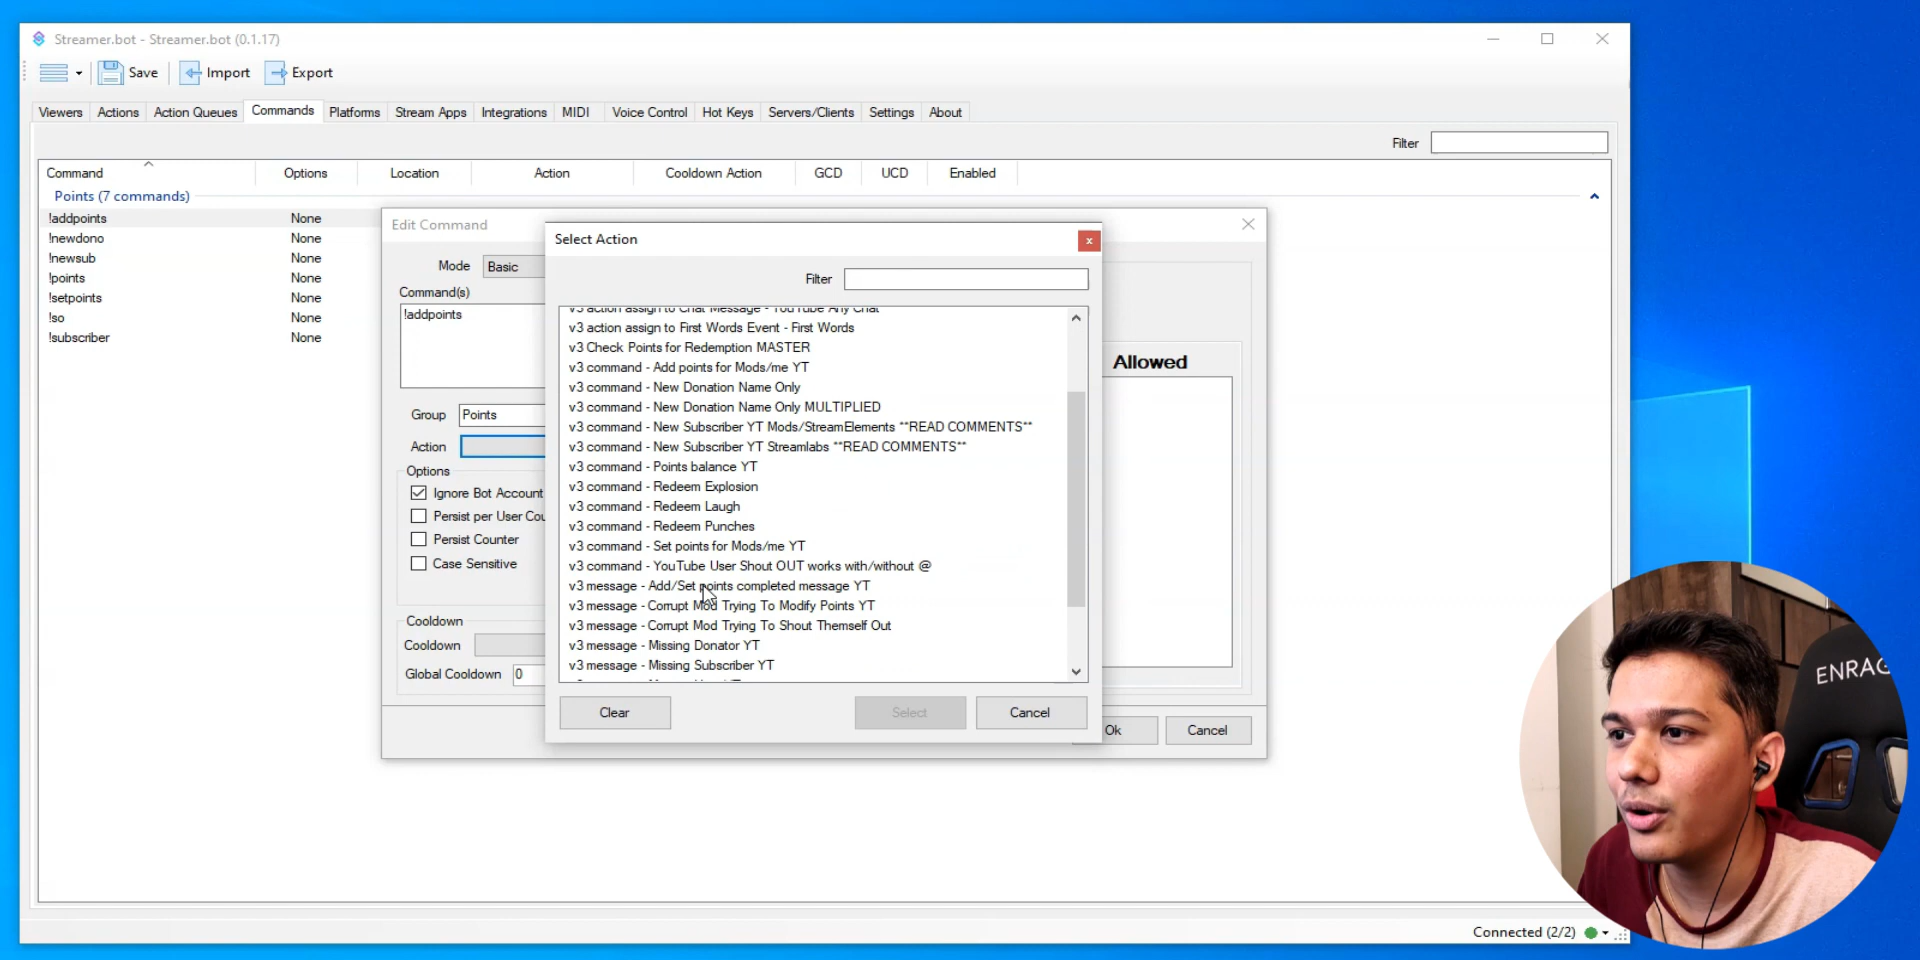 Streamer.bot - Streamer.bot (0.1.17)
Save
Import
Export
Viewers Actions Action Queues Commands Platforms Stream Apps Integrations MIDI Voice Control Hot Keys Servers/Clients Settings About
Filter
Command Options Location Action Cooldown Action GCD UCD Enabled
Points (7 commands)
!addpoints None
!newdono None
!newsub None
!points None
!setpoints None
!so None
!subscriber None
Edit Command
Mode Basic
Command(s)
!addpoints
Group Points
Action
Options
Ignore Bot Account
Persist per User Cou
Persist Counter
Case Sensitive
Cooldown
Cooldown
Global Cooldown 0
Allowed
Ok
Cancel
Select Action
x
Filter
v3 action assign to Chat Message - YouTube Any Chat
v3 action assign to First Words Event - First Words
v3 Check Points for Redemption MASTER
v3 command - Add points for Mods/me YT
v3 command - New Donation Name Only
v3 command - New Donation Name Only MULTIPLIED
v3 command - New Subscriber YT Mods/StreamElements **READ COMMENTS**
v3 command - New Subscriber YT Streamlabs **READ COMMENTS**
v3 command - Points balance YT
v3 command - Redeem Explosion
v3 command - Redeem Laugh
v3 command - Redeem Punches
v3 command - Set points for Mods/me YT
v3 command - YouTube User Shout OUT works with/without @
v3 message - Add/Set points completed message YT
v3 message - Corrupt Mod Trying To Modify Points YT
v3 message - Corrupt Mod Trying To Shout Themself Out
v3 message - Missing Donator YT
v3 message - Missing Subscriber YT
Clear
Select
Cancel
ENRAG
Connected (2/2)